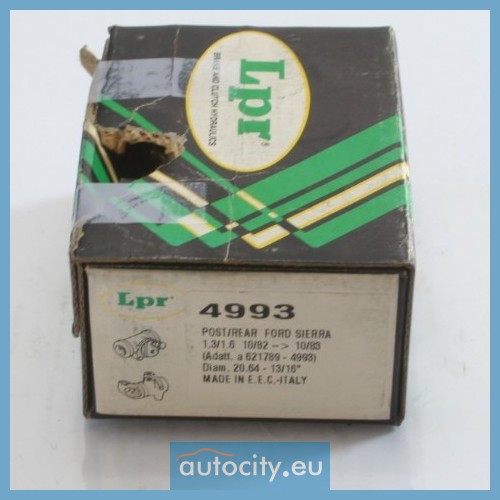 Lpr
BRAKE AND CLUTCH HYDRAULICS
Lpr
4993
POST/REAR FORD SIERRA
1.3/1.6 10/82 —> 10/83
(Adatt. a 621789 - 4993)
Diam. 20.64 - 13/16"
MADE IN E.E.C.-ITALY
autocity.eu